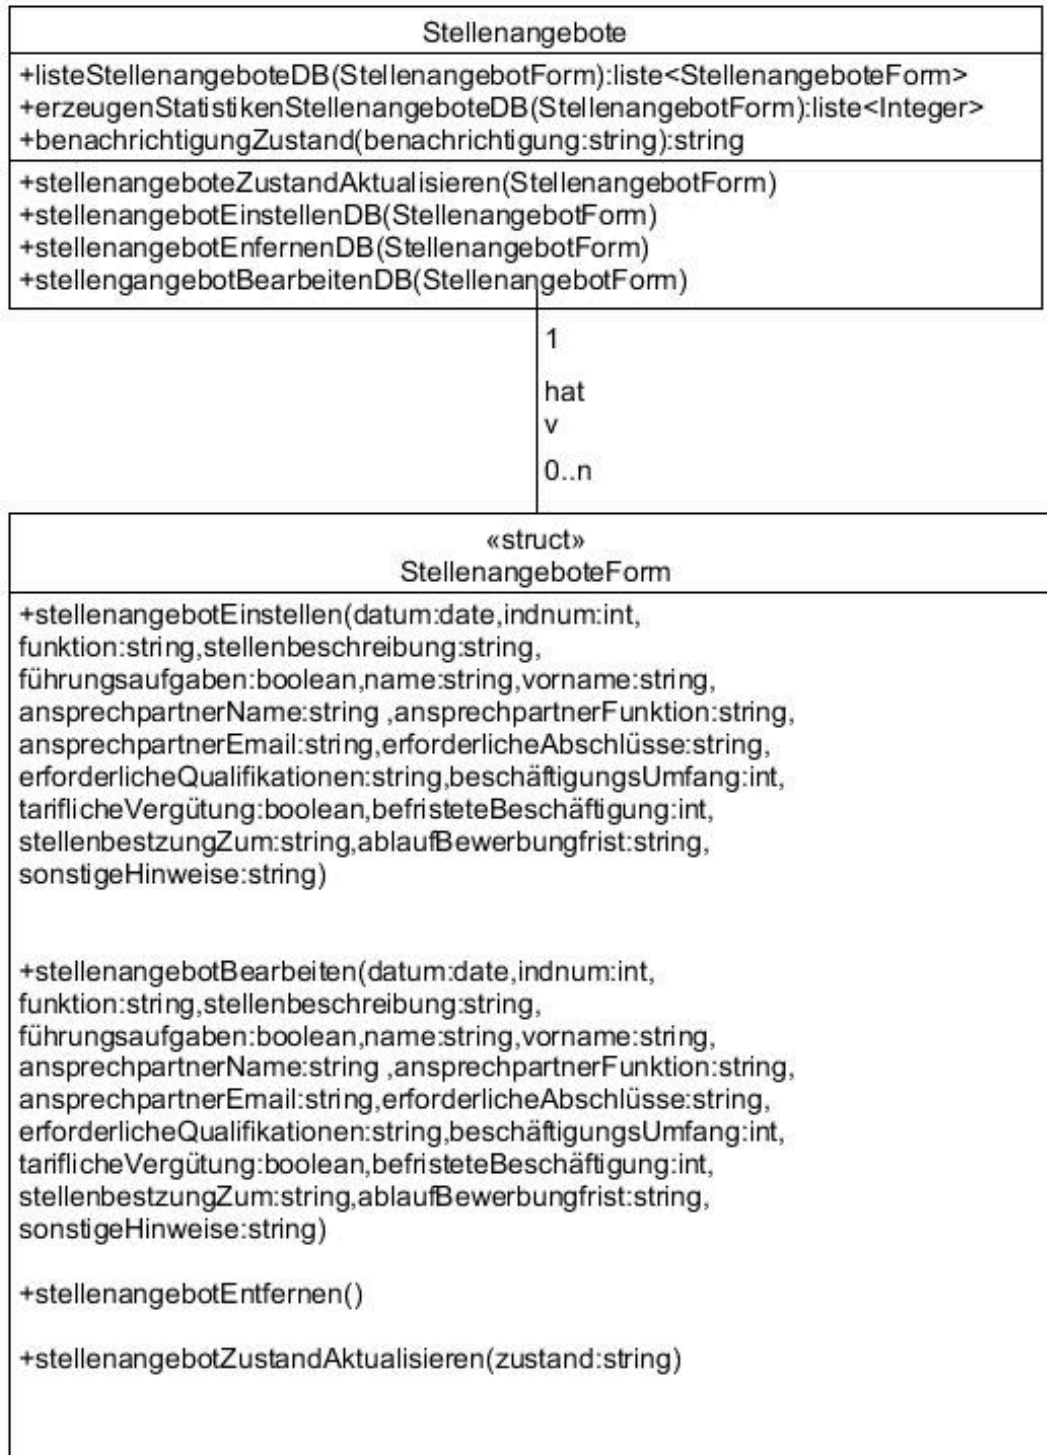 Stellenangebote
+listeStellenangeboteDB(StellenangebotForm):liste<StellenangeboteForm>
+erzeugenStatistikenStellenangeboteDB(StellenangebotForm):liste<Integer>
+benachrichtigungZustand(benachrichtigung:string):string
+stellenangeboteZustandAktualisieren(StellenangebotForm)
+stellenangebotEinstellenDB(StellenangebotForm)
+stellenangebotEnfernenDB(StellenangebotForm)
+stellengangebotBearbeitenDB(StellenangebotForm)
1
hat
v
0..n
«struct»
StellenangeboteForm
+stellenangebotEinstellen(datum:date,indnum:int,
funktion:string,stellenbeschreibung:string,
führungsaufgaben:boolean,name:string,vorname:string,
ansprechpartnerName:string ,ansprechpartnerFunktion:string,
ansprechpartnerEmail:string,erforderlicheAbschlüsse:string,
erforderlicheQualifikationen:string,beschäftigungsUmfang:int,
tariflicheVergütung:boolean,befristeteBeschäftigung:int,
stellenbestzungZum:string,ablaufBewerbungfrist:string,
sonstigeHinweise:string)
+stellenangebotBearbeiten(datum:date,indnum:int,
funktion:string,stellenbeschreibung:string,
führungsaufgaben:boolean,name:string,vorname:string,
ansprechpartnerName:string ,ansprechpartnerFunktion:string,
ansprechpartnerEmail:string,erforderlicheAbschlüsse:string,
erforderlicheQualifikationen:string,beschäftigungsUmfang:int,
tariflicheVergütung:boolean,befristeteBeschäftigung:int,
stellenbestzungZum:string,ablaufBewerbungfrist:string,
sonstigeHinweise:string)
+stellenangebotEntfernen()
+stellenangebotZustandAktualisieren(zustand:string)